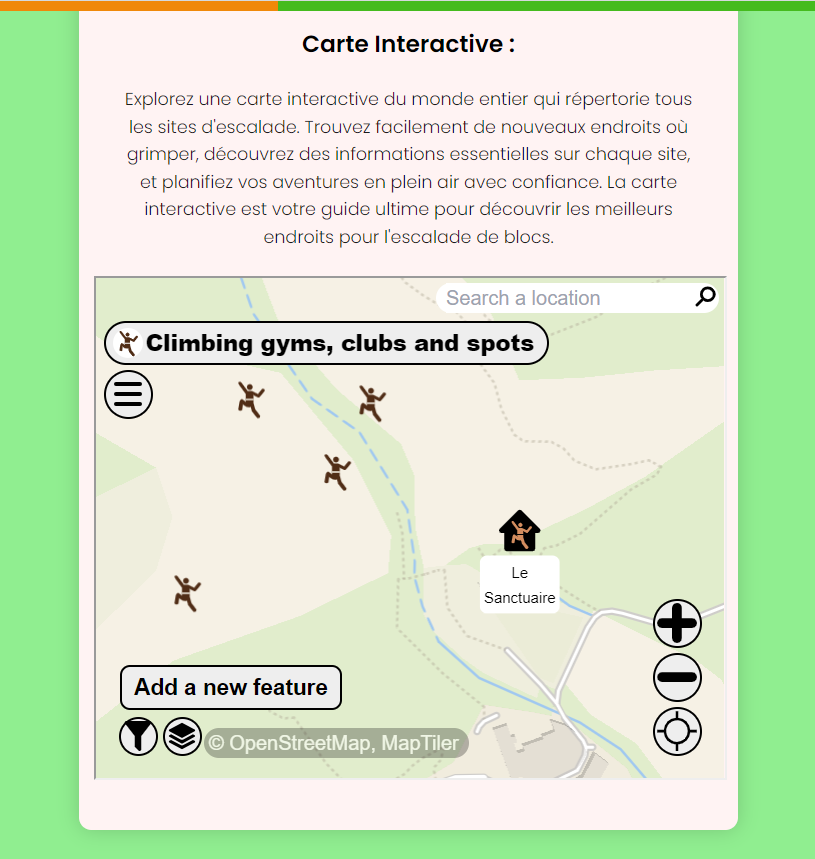 Carte Interactive :
Explorez une carte interactive du monde entier qui répertorie tous
les sites d'escalade. Trouvez facilement de nouveaux endroits où
grimper, découvrez des informations essentielles sur chaque site,
et planifiez vos aventures en plein air avec confiance. La carte
interactive est votre guide ultime pour découvrir les meilleurs
endroits pour l'escalade de blocs.
Search a location
Climbing gyms, clubs and spots
Le
Sanctuaire
Add a new feature
© OpenStreetMap, MapTiler